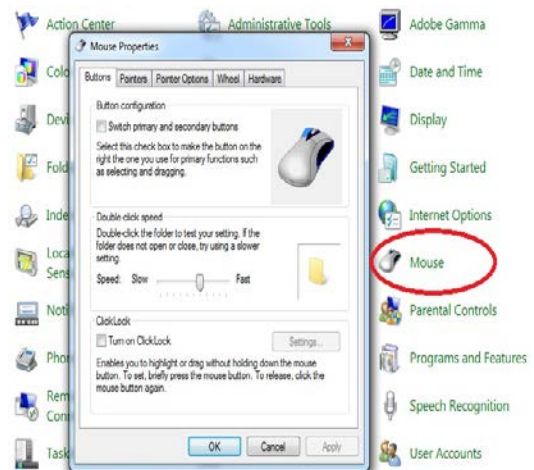 Action Center
Administrative Tools
Adobe Gamma
Mouse Properties
Colo
Date and Time
Buttons Pointers Pointer Options Wheel Hardware
Button configuration
Switch primary and secondary buttons
Select this check box to make the button on the
right the one you use for primary functions such
as selecting and dragging.
Devi
Display
Fold
Getting Started
Double-click speed
Double-click the folder to test your setting. If the
folder does not open or close, try using a slower
setting.
Speed: Slow Fast
Inde
Internet Options
Loca
Sens
Mouse
ClickLock
Turn on ClickLock
Settings...
Enables you to highlight or drag without holding down the mouse
button. To set, briefly press the mouse button. To release, click the
mouse button again.
Noti
Parental Controls
Phor
Programs and Features
Rem
Conn
Speech Recognition
OK Cancel Apply
Task
User Accounts